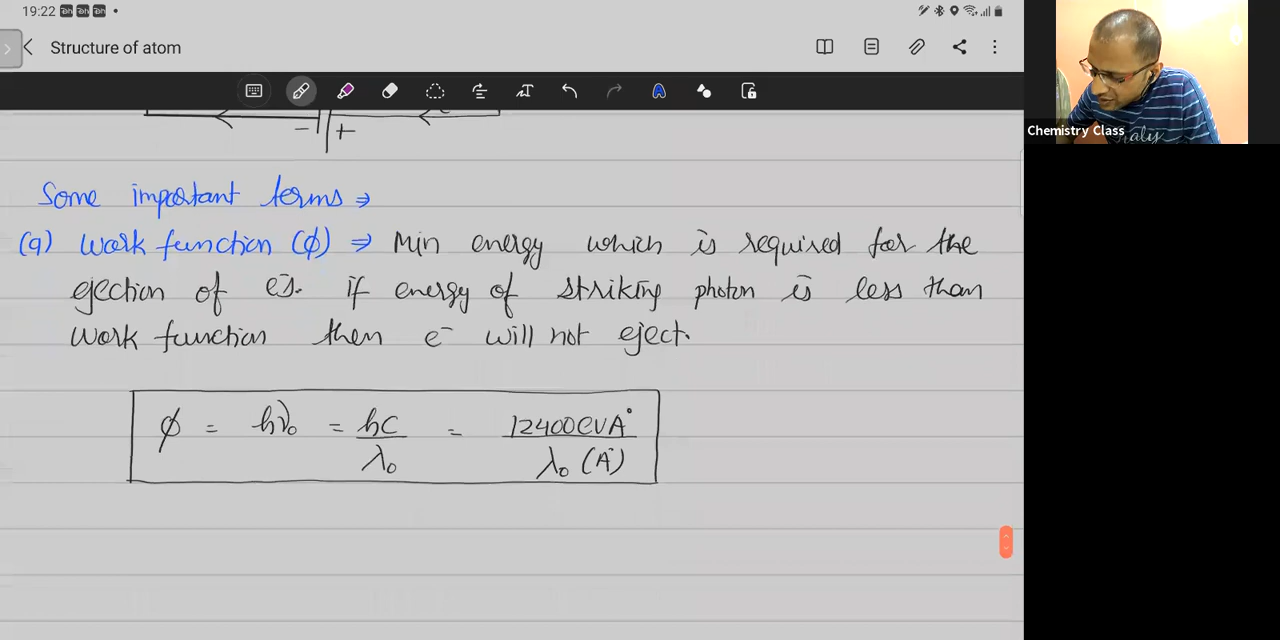 19:22
Structure of atom
Chemistry Class
- +
Some important terms ⇒
(a) Work function (ϕ) ⇒ Min energy which is required for the
ejection of e⁻s. if energy of striking photon is less than
Work function then e⁻ will not eject.
ϕ = hν₀ = hc/λ₀ = 12400eVA°/λ₀ (A°)